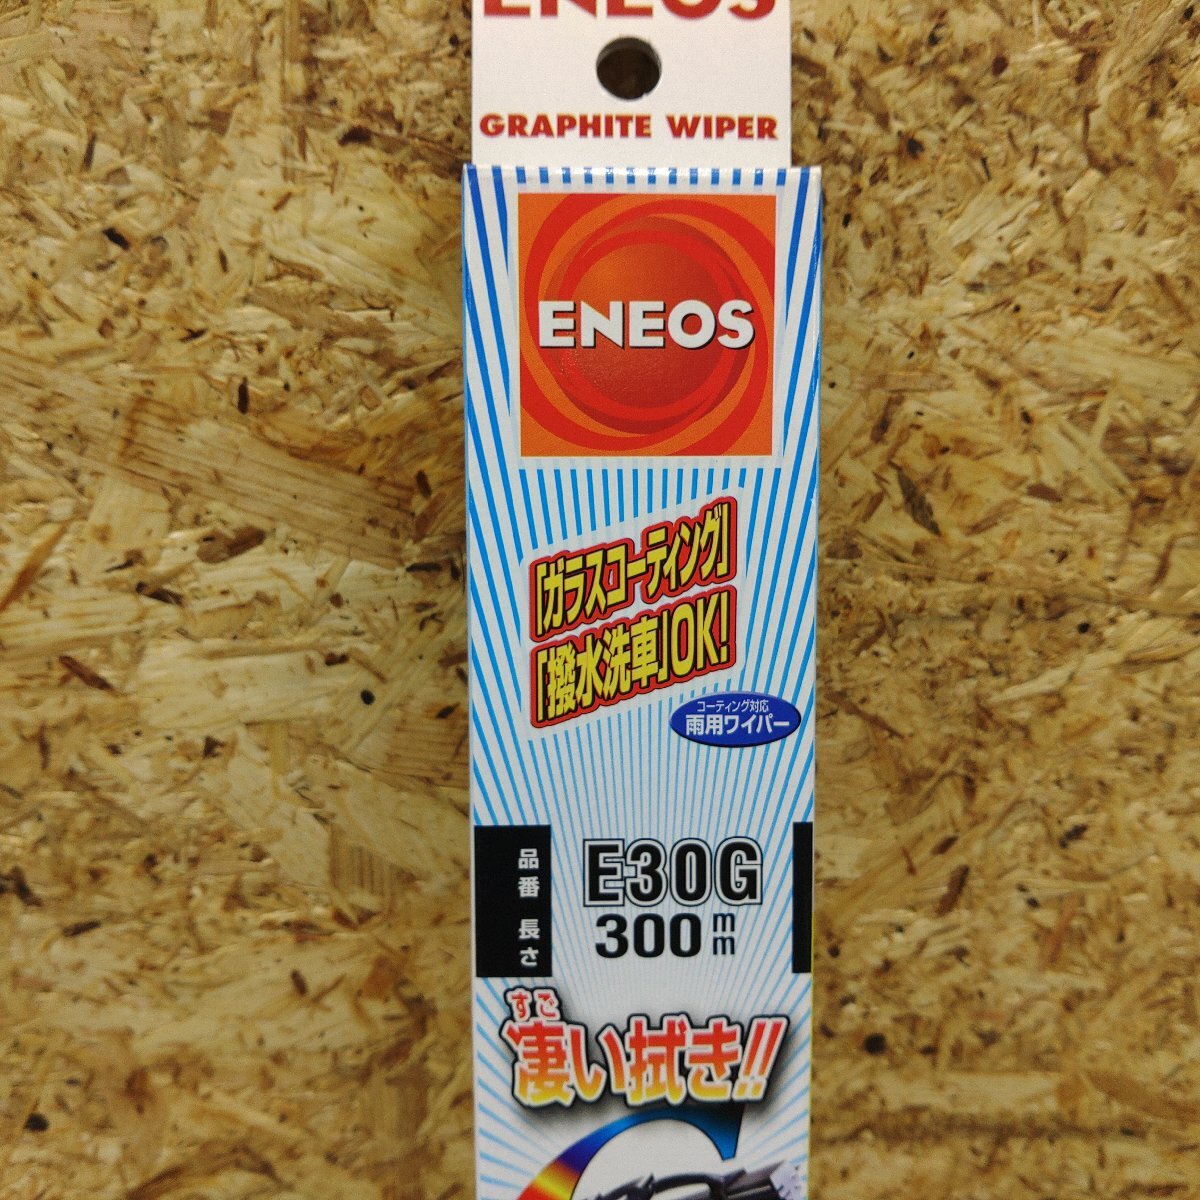 ENEOS
GRAPHITE WIPER
ENEOS
「ガラスコーティング」
「撥水洗車」OK!
コーティング対応
雨用ワイパー
品番 E30G
長さ 300mm
すご
凄い拭き!!